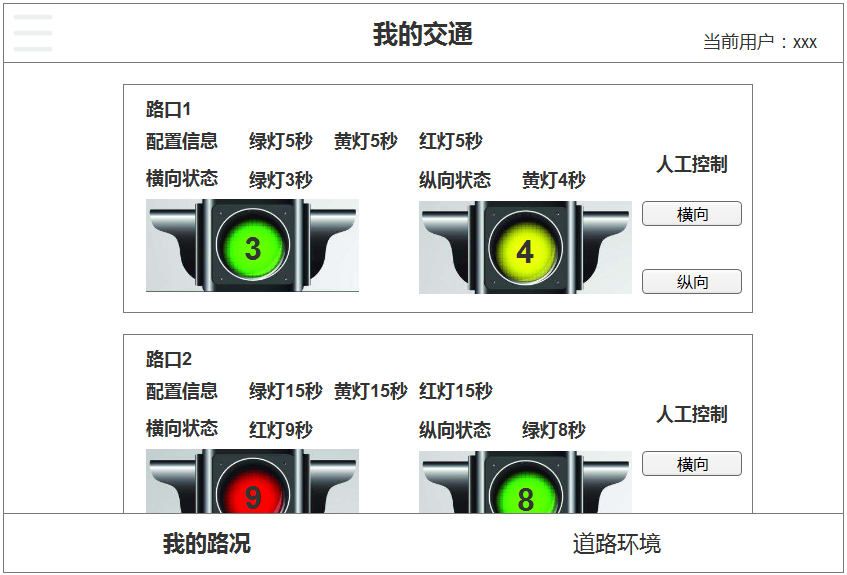 我的交通
当前用户：xxx
路口1
配置信息 绿灯5秒 黄灯5秒 红灯5秒
人工控制
横向状态 绿灯3秒 纵向状态 黄灯4秒
横向
3 4
纵向
路口2
配置信息 绿灯15秒 黄灯15秒 红灯15秒
人工控制
横向状态 红灯9秒 纵向状态 绿灯8秒
横向
9 8
我的路况 道路环境